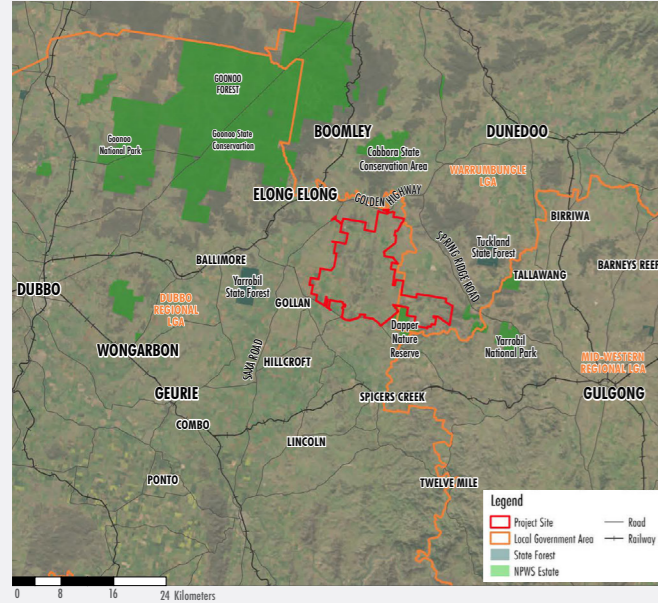 GOONOO
FOREST
Goonoo
National Park
Goonoo State
Conservartion
BOOMLEY
DUNEDOO
Cobbora State
Conservation Area
WARRUMBUNGLE
LGA
ELONG ELONG
GOLDEN HIGHWAY
BIRRIWA
SPRING RIDGE ROAD
Tuckland
State Forest
BALLIMORE
TALLAWANG
BARNEYS REEF
DUBBO
Yarrobil
State Forest
DUBBO
REGIONAL
LGA
GOLLAN
Dapper
Nature
Reserve
Yarrobil
National Park
WONGARBON
SAXA ROAD
HILLCROFT
MID-WESTERN
REGIONAL LGA
GEURIE
SPICERS CREEK
GULGONG
COMBO
LINCOLN
PONTO
TWELVE MILE
Legend
Project Site
Road
Local Government Area
Railway
State Forest
NPWS Estate
0 8 16 24 Kilometers